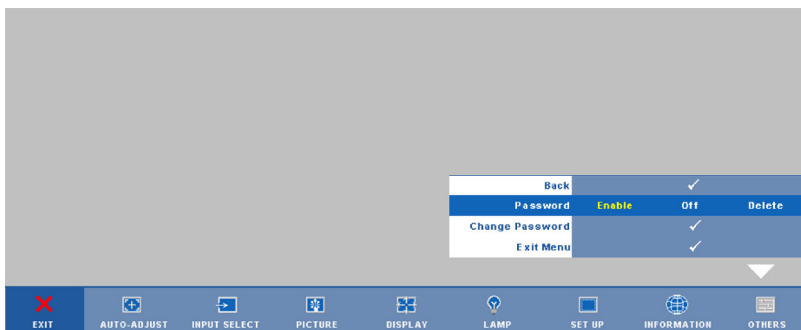 Back
Password Enable Off Delete
Change Password
Exit Menu
EXIT AUTO-ADJUST INPUT SELECT PICTURE DISPLAY LAMP SET UP INFORMATION OTHERS